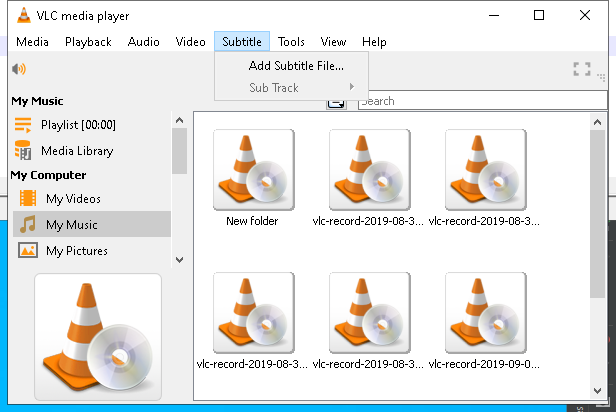 VLC media player
Media Playback Audio Video Subtitle Tools View Help
Add Subtitle File...
Sub Track
Search
My Music
Playlist [00:00]
Media Library
My Computer
My Videos
My Music
My Pictures
New folder
vlc-record-2019-08-3...
vlc-record-2019-08-3...
vlc-record-2019-08-3...
vlc-record-2019-08-3...
vlc-record-2019-09-0...